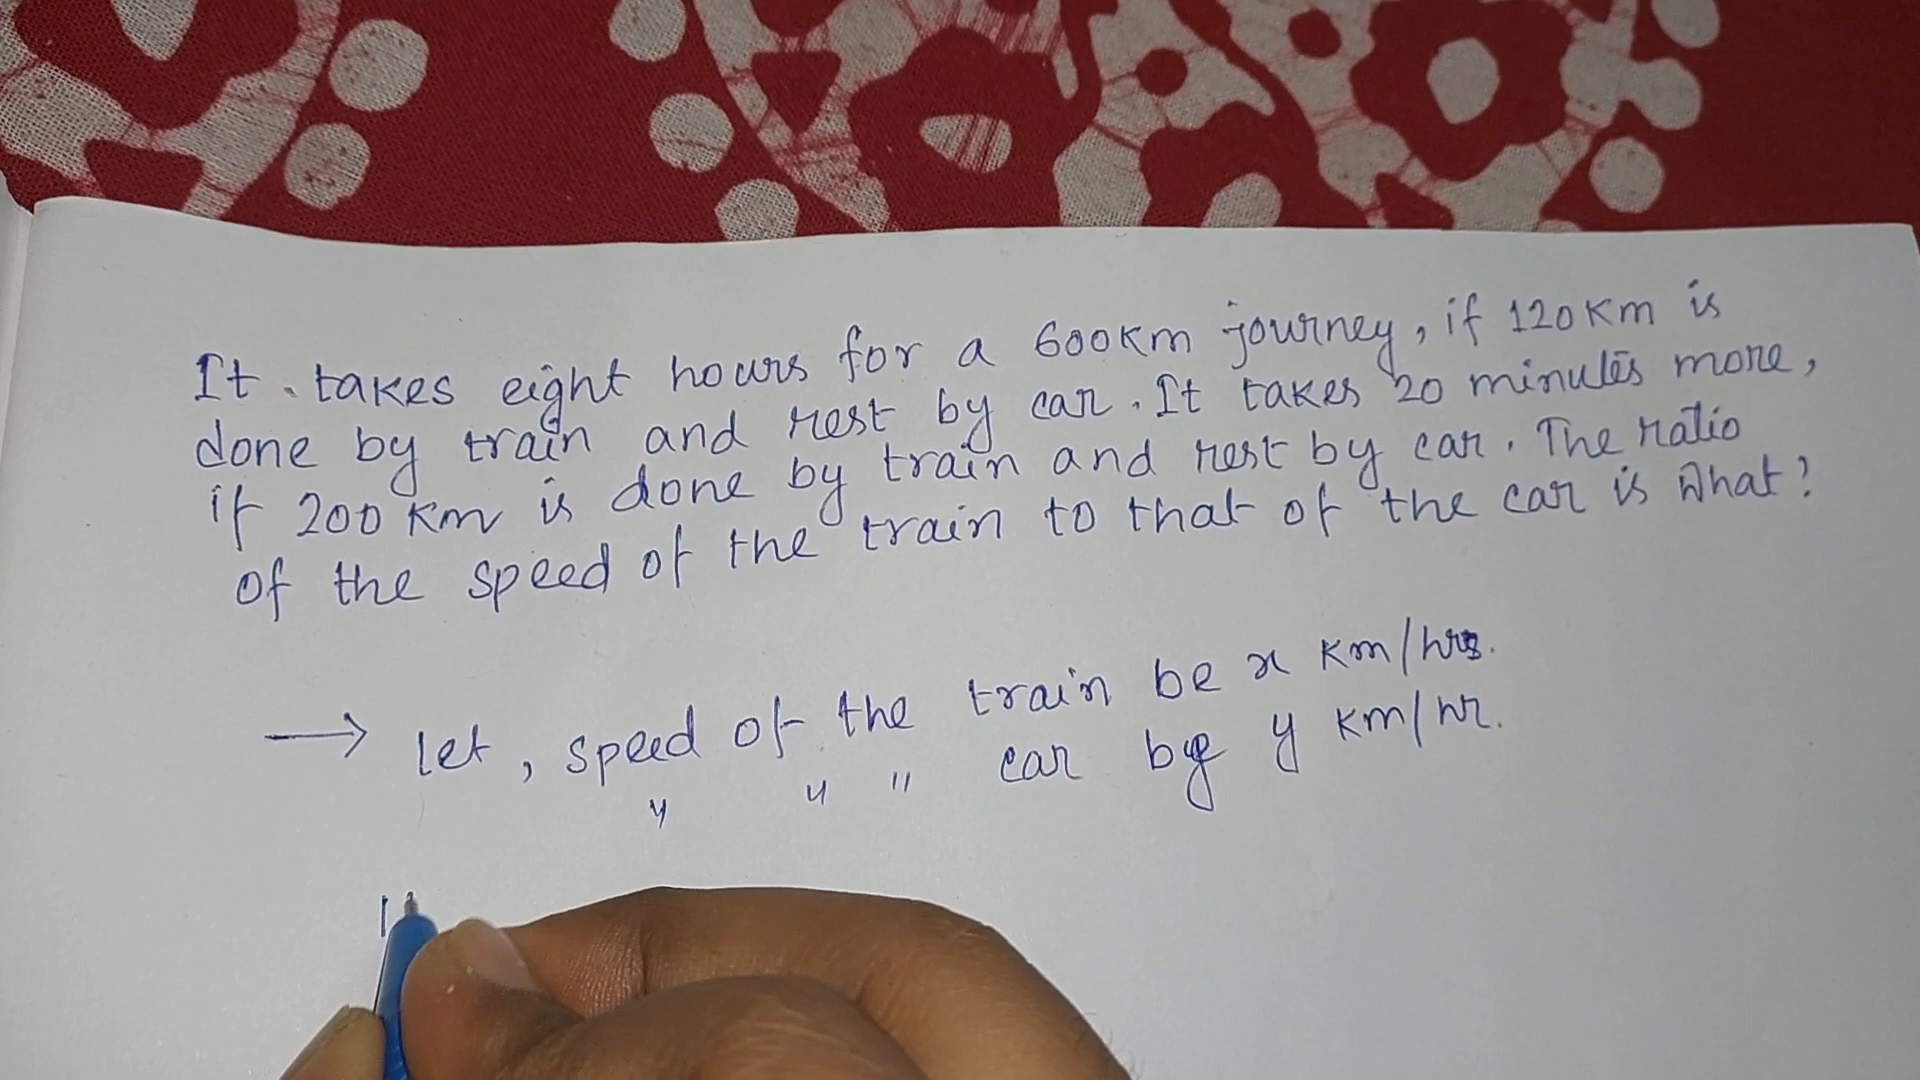 It takes eight hours for a 600km journey, if 120km is
done by train and rest by car. It takes 20 minutes more,
if 200 km is done by train and rest by car. The ratio
of the speed of the train to that of the car is what?
→ let, speed of the train be x km/hrs.
" " " car be y km/hr.
1